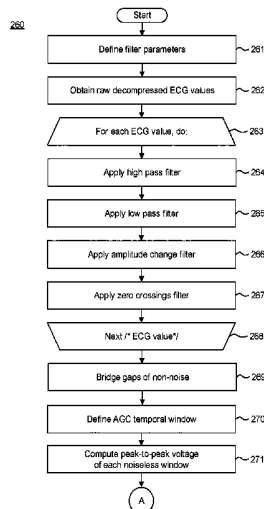 Start
260
Define filter parameters
261
Obtain raw decompressed ECG values
262
For each ECG value, do:
263
Apply high pass filter
264
Apply low pass filter
265
Apply amplitude change filter
266
Apply zero crossings filter
267
Next /* ECG value*/
268
Bridge gaps of non-noise
269
Define AGC temporal window
270
Compute peak-to-peak voltage
of each noiseless window
271
A